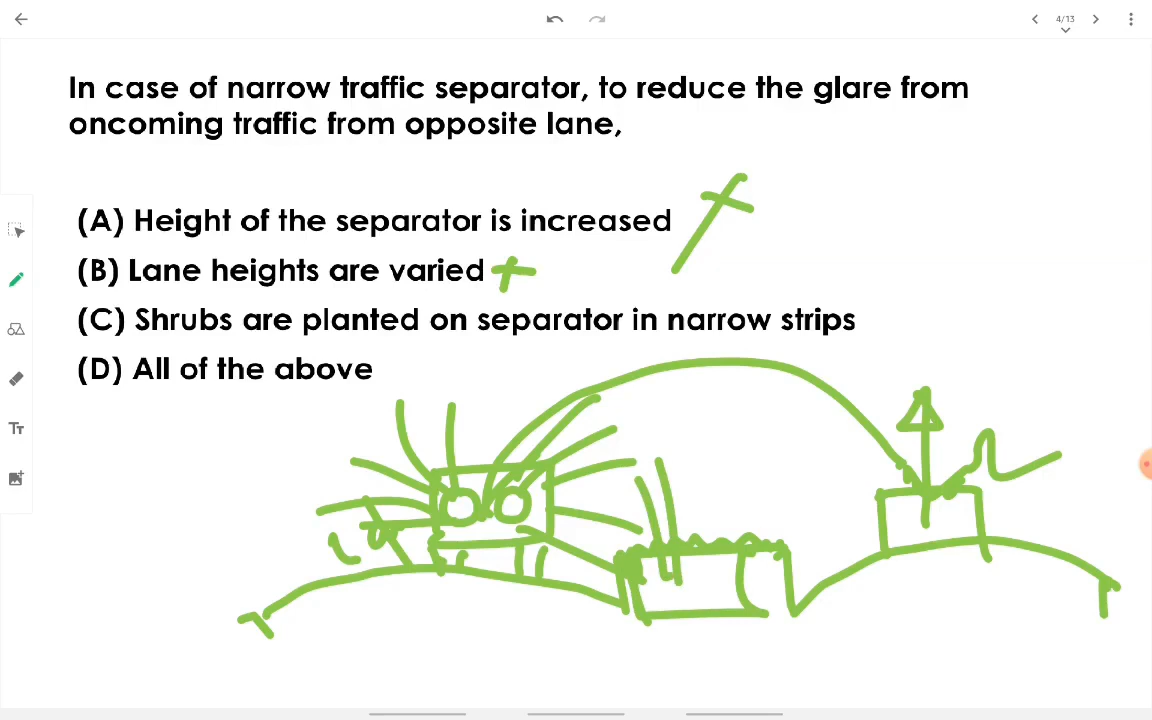 4/13
In case of narrow traffic separator, to reduce the glare from
oncoming traffic from opposite lane,
(A) Height of the separator is increased
(B) Lane heights are varied
(C) Shrubs are planted on separator in narrow strips
(D) All of the above
Tт